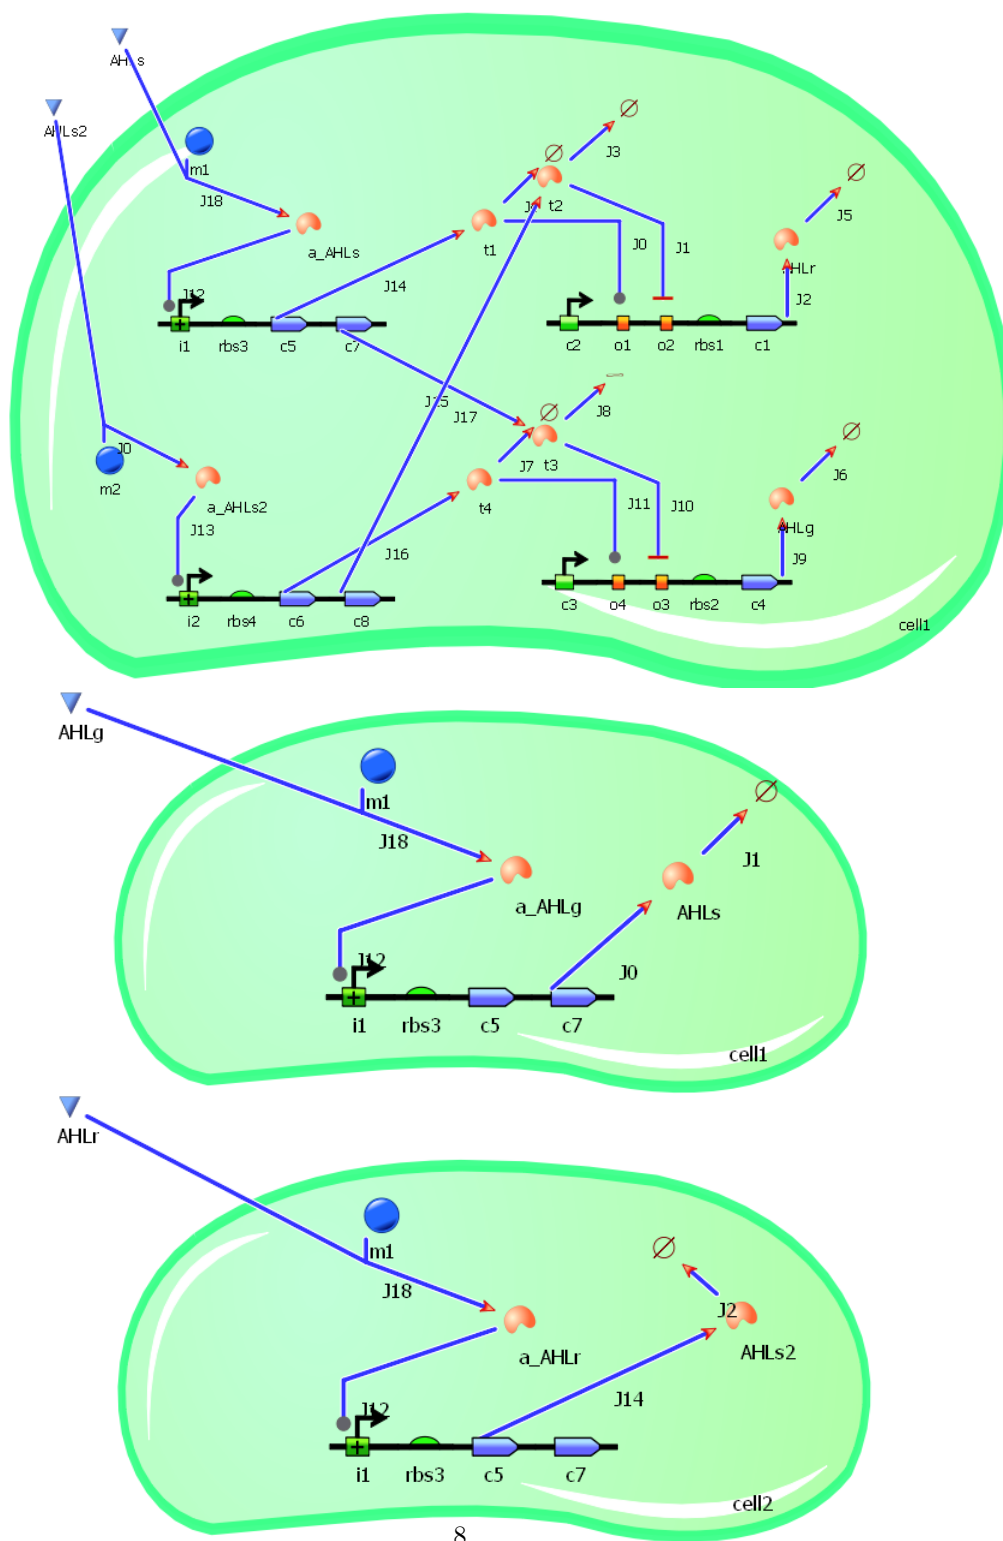 AHLs
AHLs2
m1
J18
a_AHLs
J12
i1 rbs3 c5 c7
J14
t1
t2
J3
J0
J1
J5
AHLr
J2
c2 o1 o2 rbs1 c1
J15
J17
J0
m2
a_AHLs2
J13
t4
J7
t3
J8
J16
J11
J10
J6
AHLg
J9
i2 rbs4 c6 c8
c3 o4 o3 rbs2 c4
cell1
AHLg
m1
J18
a_AHLg
J1
AHLs
J12
J0
i1 rbs3 c5 c7
cell1
AHLr
m1
J18
a_AHLr
J2
AHLs2
J12
J14
i1 rbs3 c5 c7
cell2
8